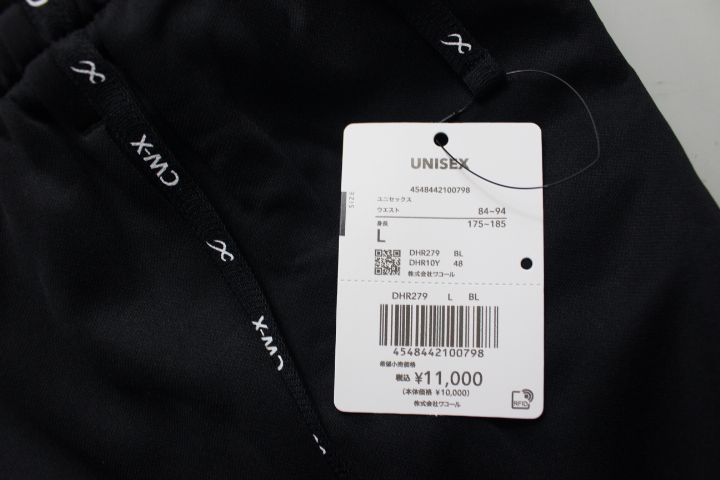 CW-X
CW-X
UNISEX
4548442100798
SIZE
ユニセックス
ウエスト 84~94
身長 175~185
L
DHR279 BL
DHR10Y 48
株式会社ワコール
DHR279 L BL
4548442100798
希望小売価格
税込 ¥11,000
(本体価格 ¥10,000)
株式会社ワコール
RFID